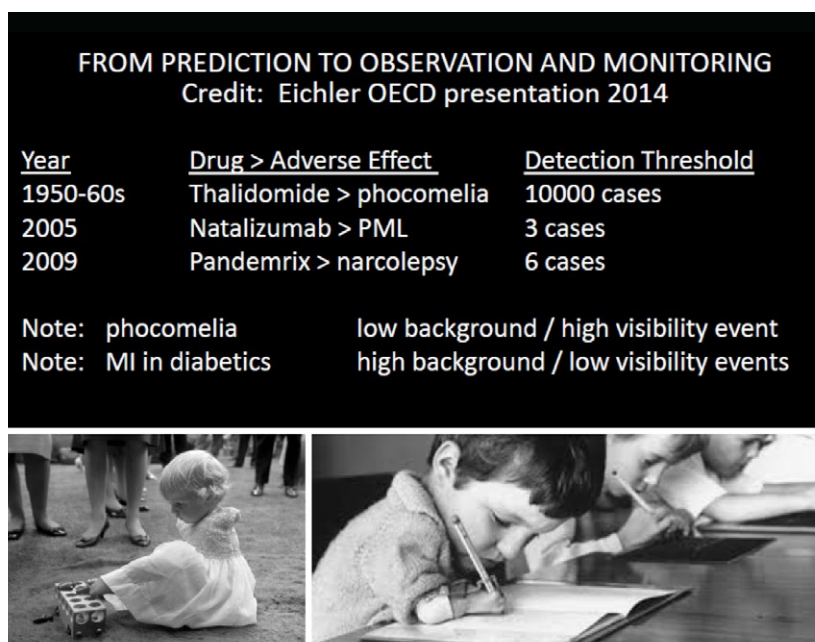 FROM PREDICTION TO OBSERVATION AND MONITORING
Credit: Eichler OECD presentation 2014
Year Drug > Adverse Effect Detection Threshold
1950-60s Thalidomide > phocomelia 10000 cases
2005 Natalizumab > PML 3 cases
2009 Pandemrix > narcolepsy 6 cases
Note: phocomelia low background / high visibility event
Note: MI in diabetics high background / low visibility events